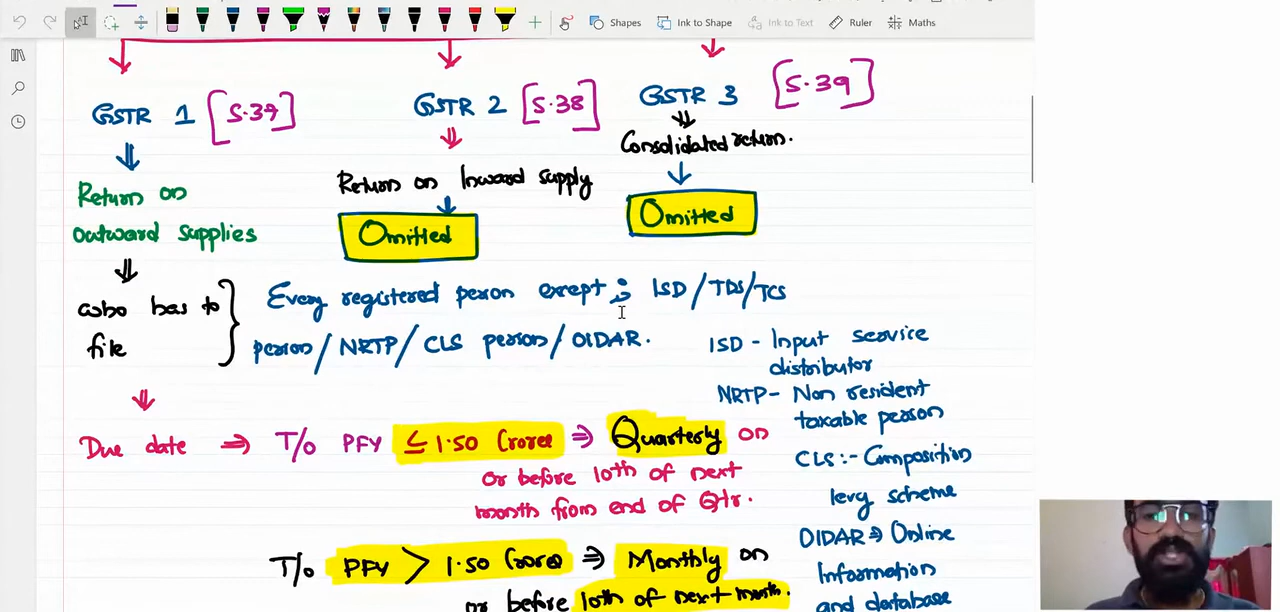 Shapes Ink to Shape Ink to Text Ruler Maths
GSTR 1 [S.37]
GSTR 2 [S.38]
GSTR 3 [S.39]
Return on
outward supplies
Return on Inward supply
Omitted
Consolidated return.
Omitted
who has to
file
Every registered person except : ISD/TDS/TCS
person/NRTP/CLS person/OIDAR.
ISD - Input service
distributor
NRTP - Non resident
taxable person
CLS :- Composition
levy scheme
OIDAR ⇒ Online
Information
and database
Due date ⇒ T/O PFY ≤ 1.50 Crore ⇒ Quarterly on
or before 10th of next
month from end of Qtr.
T/O PFY > 1.50 Crore ⇒ Monthly on
or before 10th of next month.